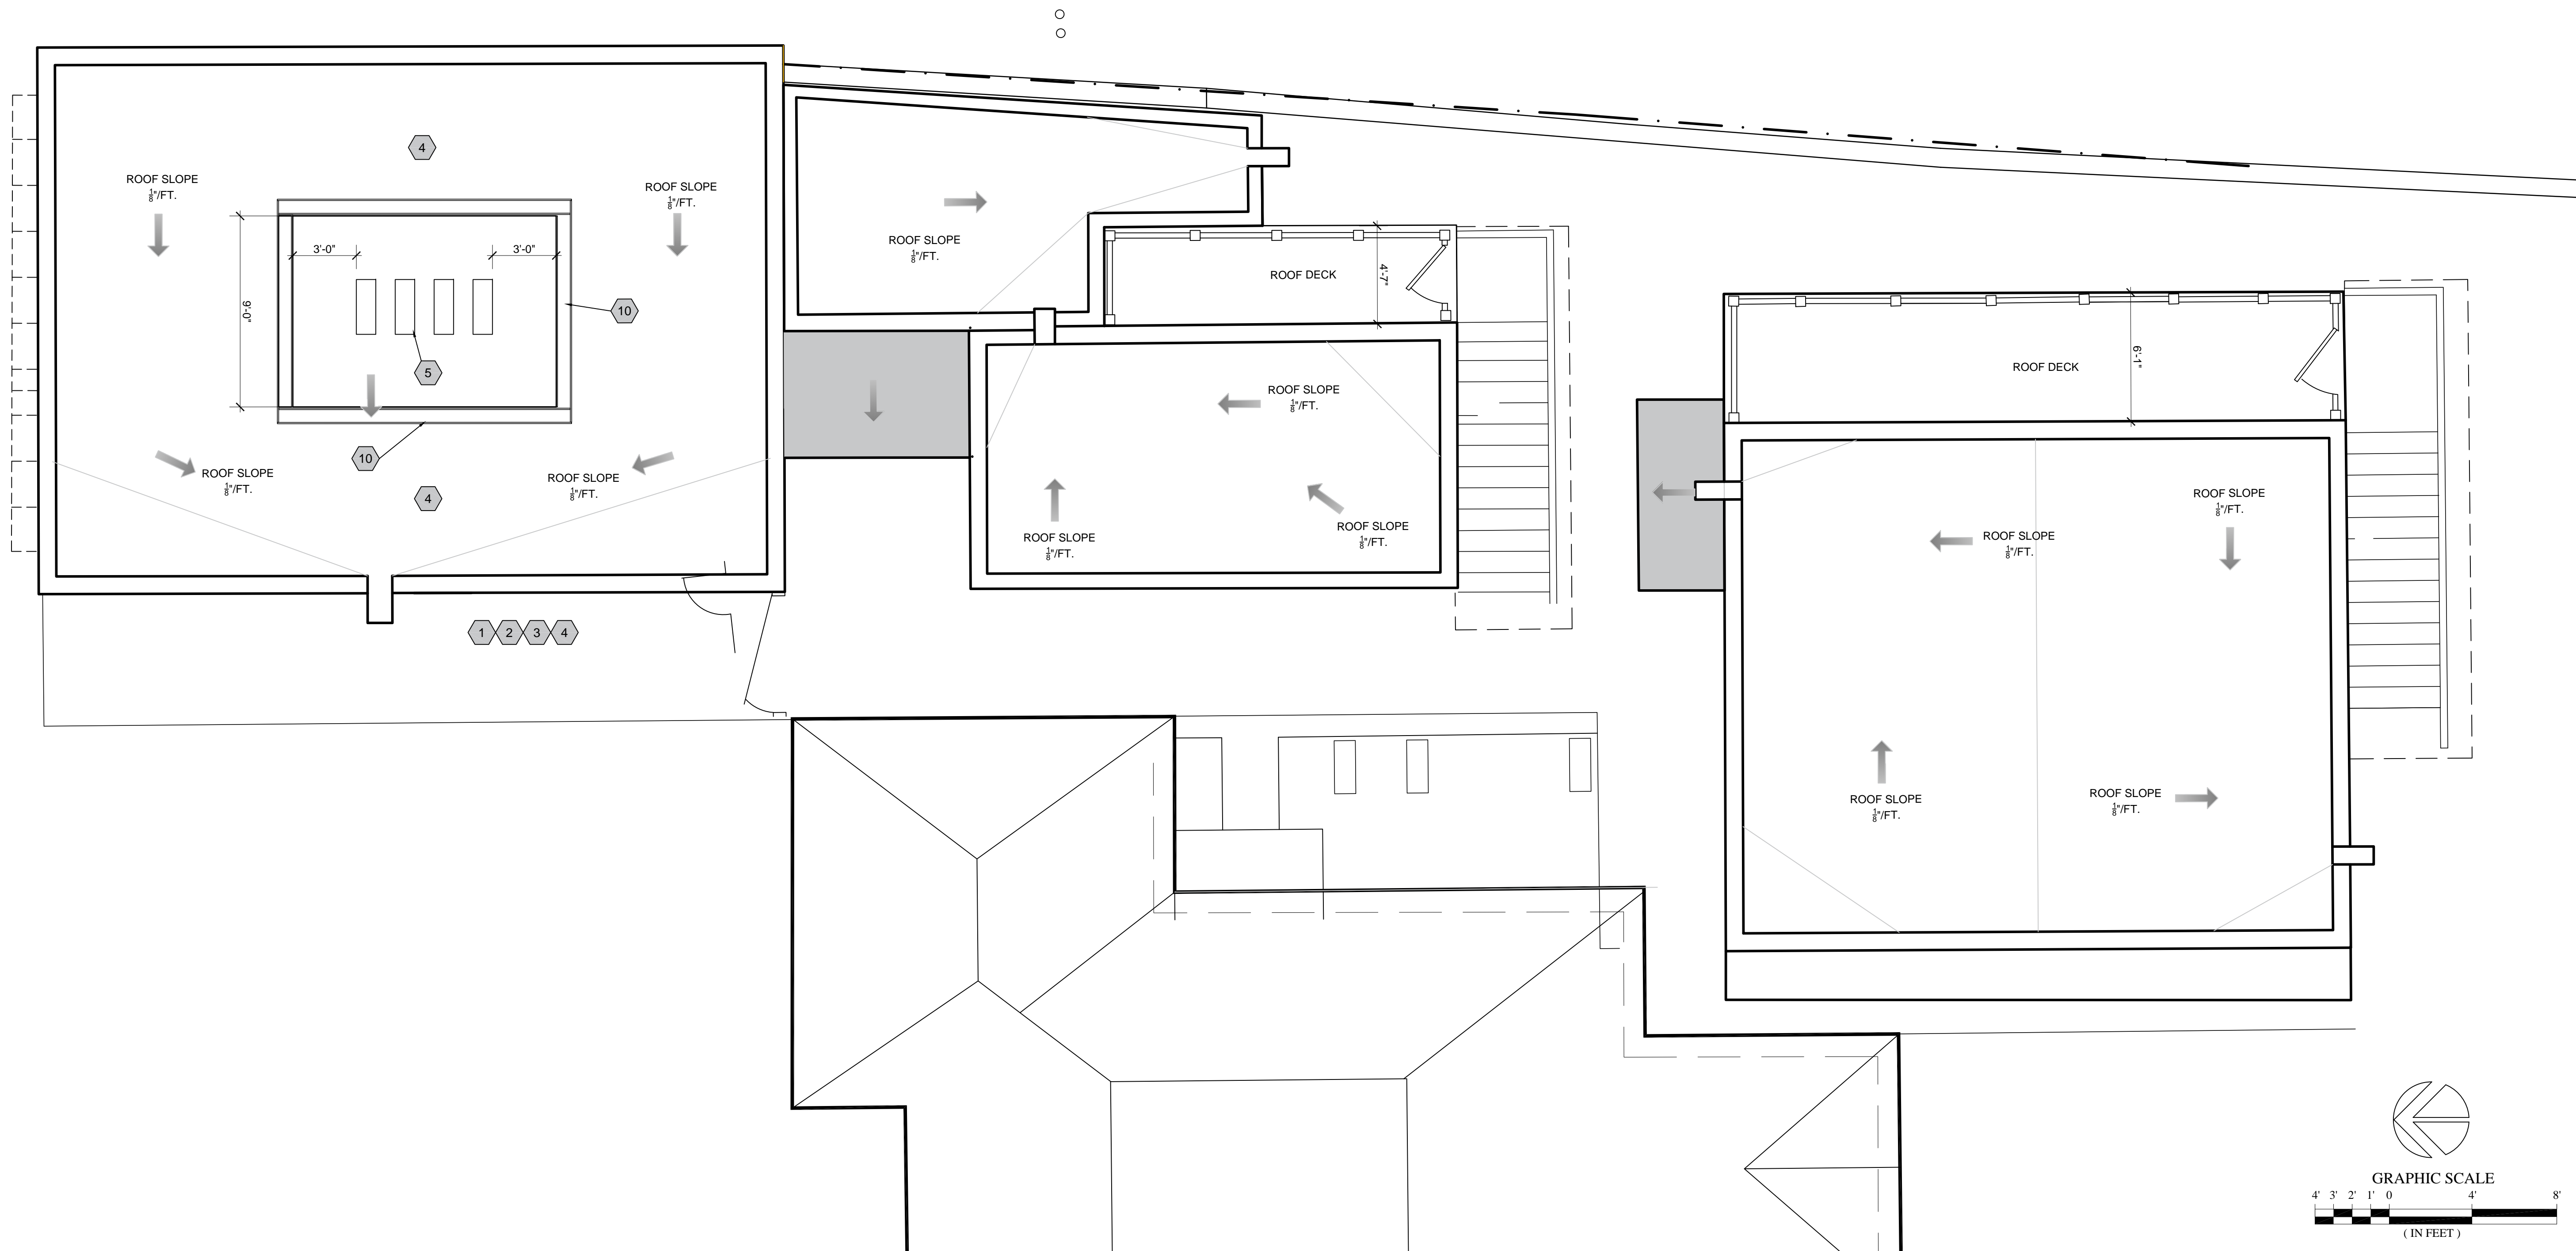 4
ROOF SLOPE
1/8"/FT.
ROOF SLOPE
1/8"/FT.
3'-0"
3'-0"
9'-0"
10
5
10
ROOF SLOPE
1/8"/FT.
ROOF SLOPE
1/8"/FT.
4
1 2 3 4
ROOF SLOPE
1/8"/FT.
ROOF DECK
4'-7"
ROOF SLOPE
1/8"/FT.
ROOF SLOPE
1/8"/FT.
ROOF SLOPE
1/8"/FT.
ROOF DECK
6'-1"
ROOF SLOPE
1/8"/FT.
ROOF SLOPE
1/8"/FT.
ROOF SLOPE
1/8"/FT.
ROOF SLOPE
1/8"/FT.
GRAPHIC SCALE
4' 3' 2' 1' 0 4' 8'
( IN FEET )